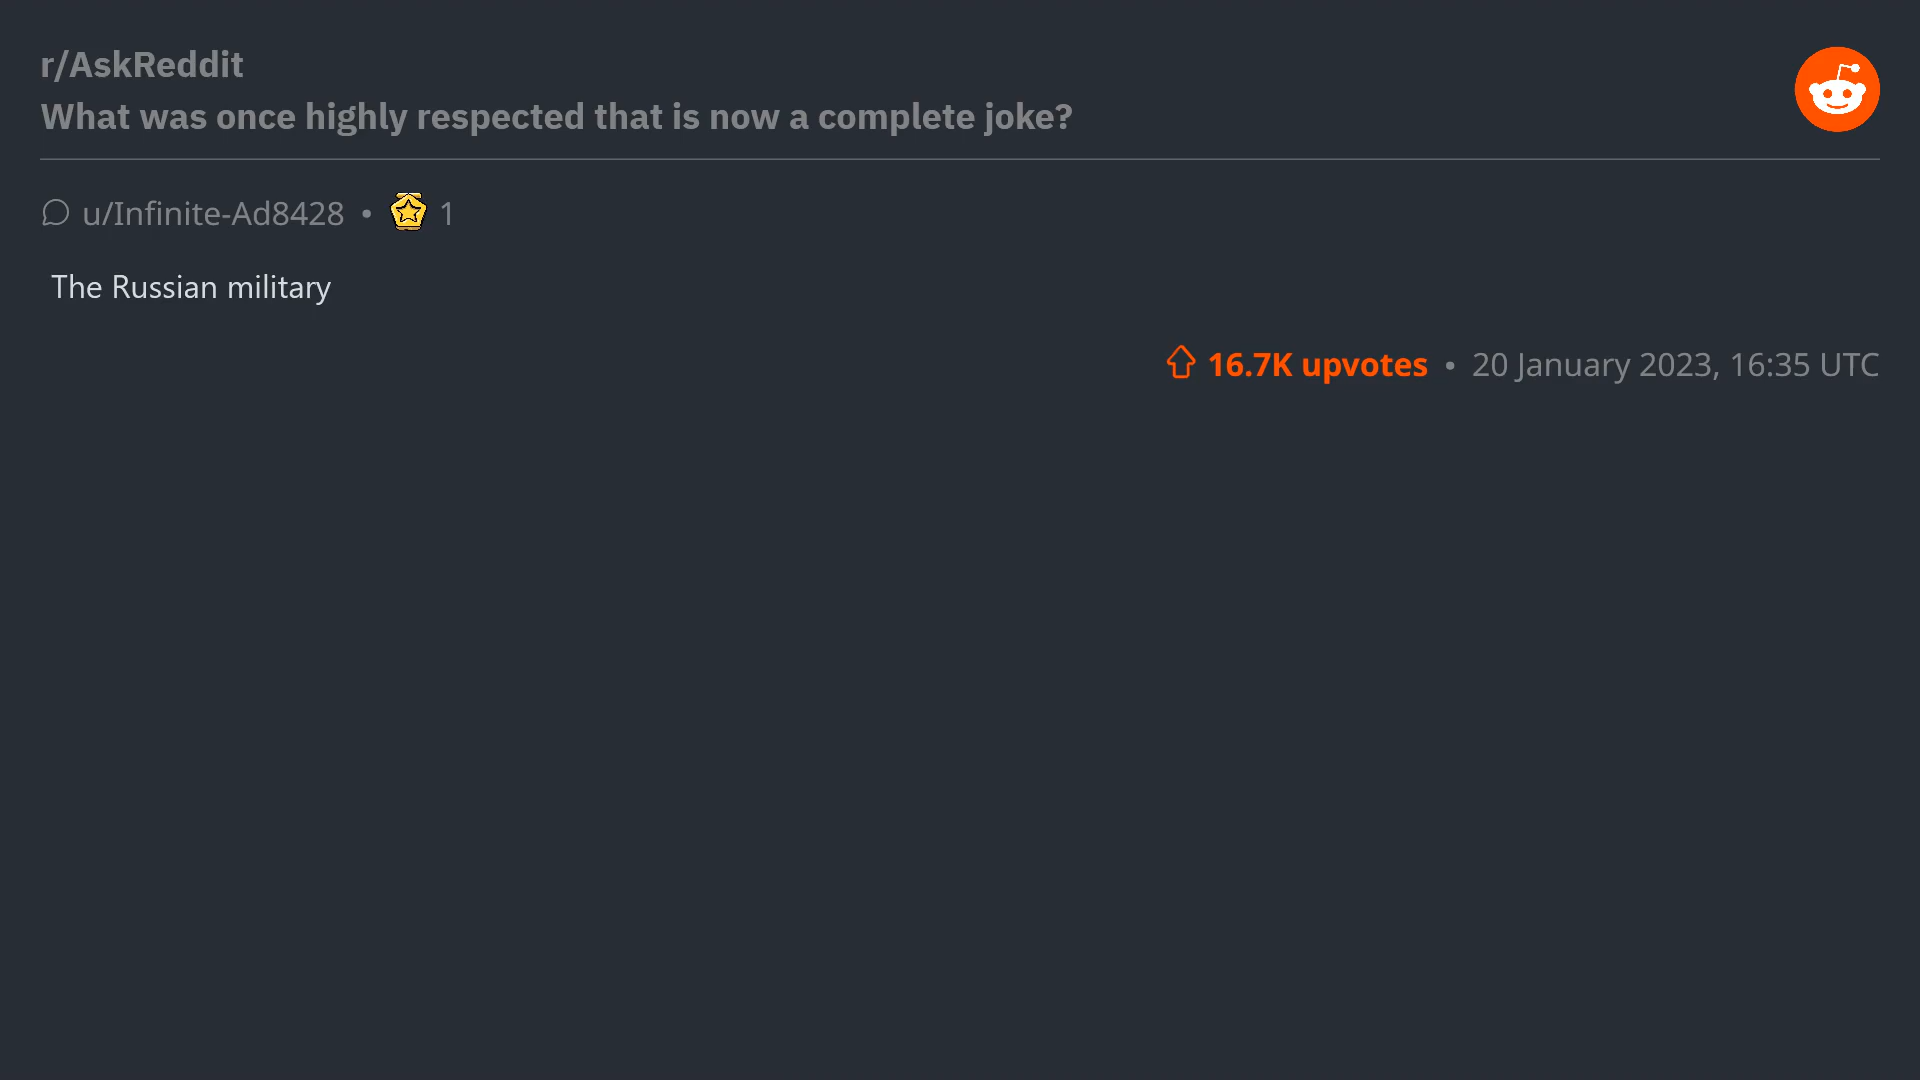 r/AskReddit
What was once highly respected that is now a complete joke?
u/Infinite-Ad8428 • 1
The Russian military
16.7K upvotes • 20 January 2023, 16:35 UTC